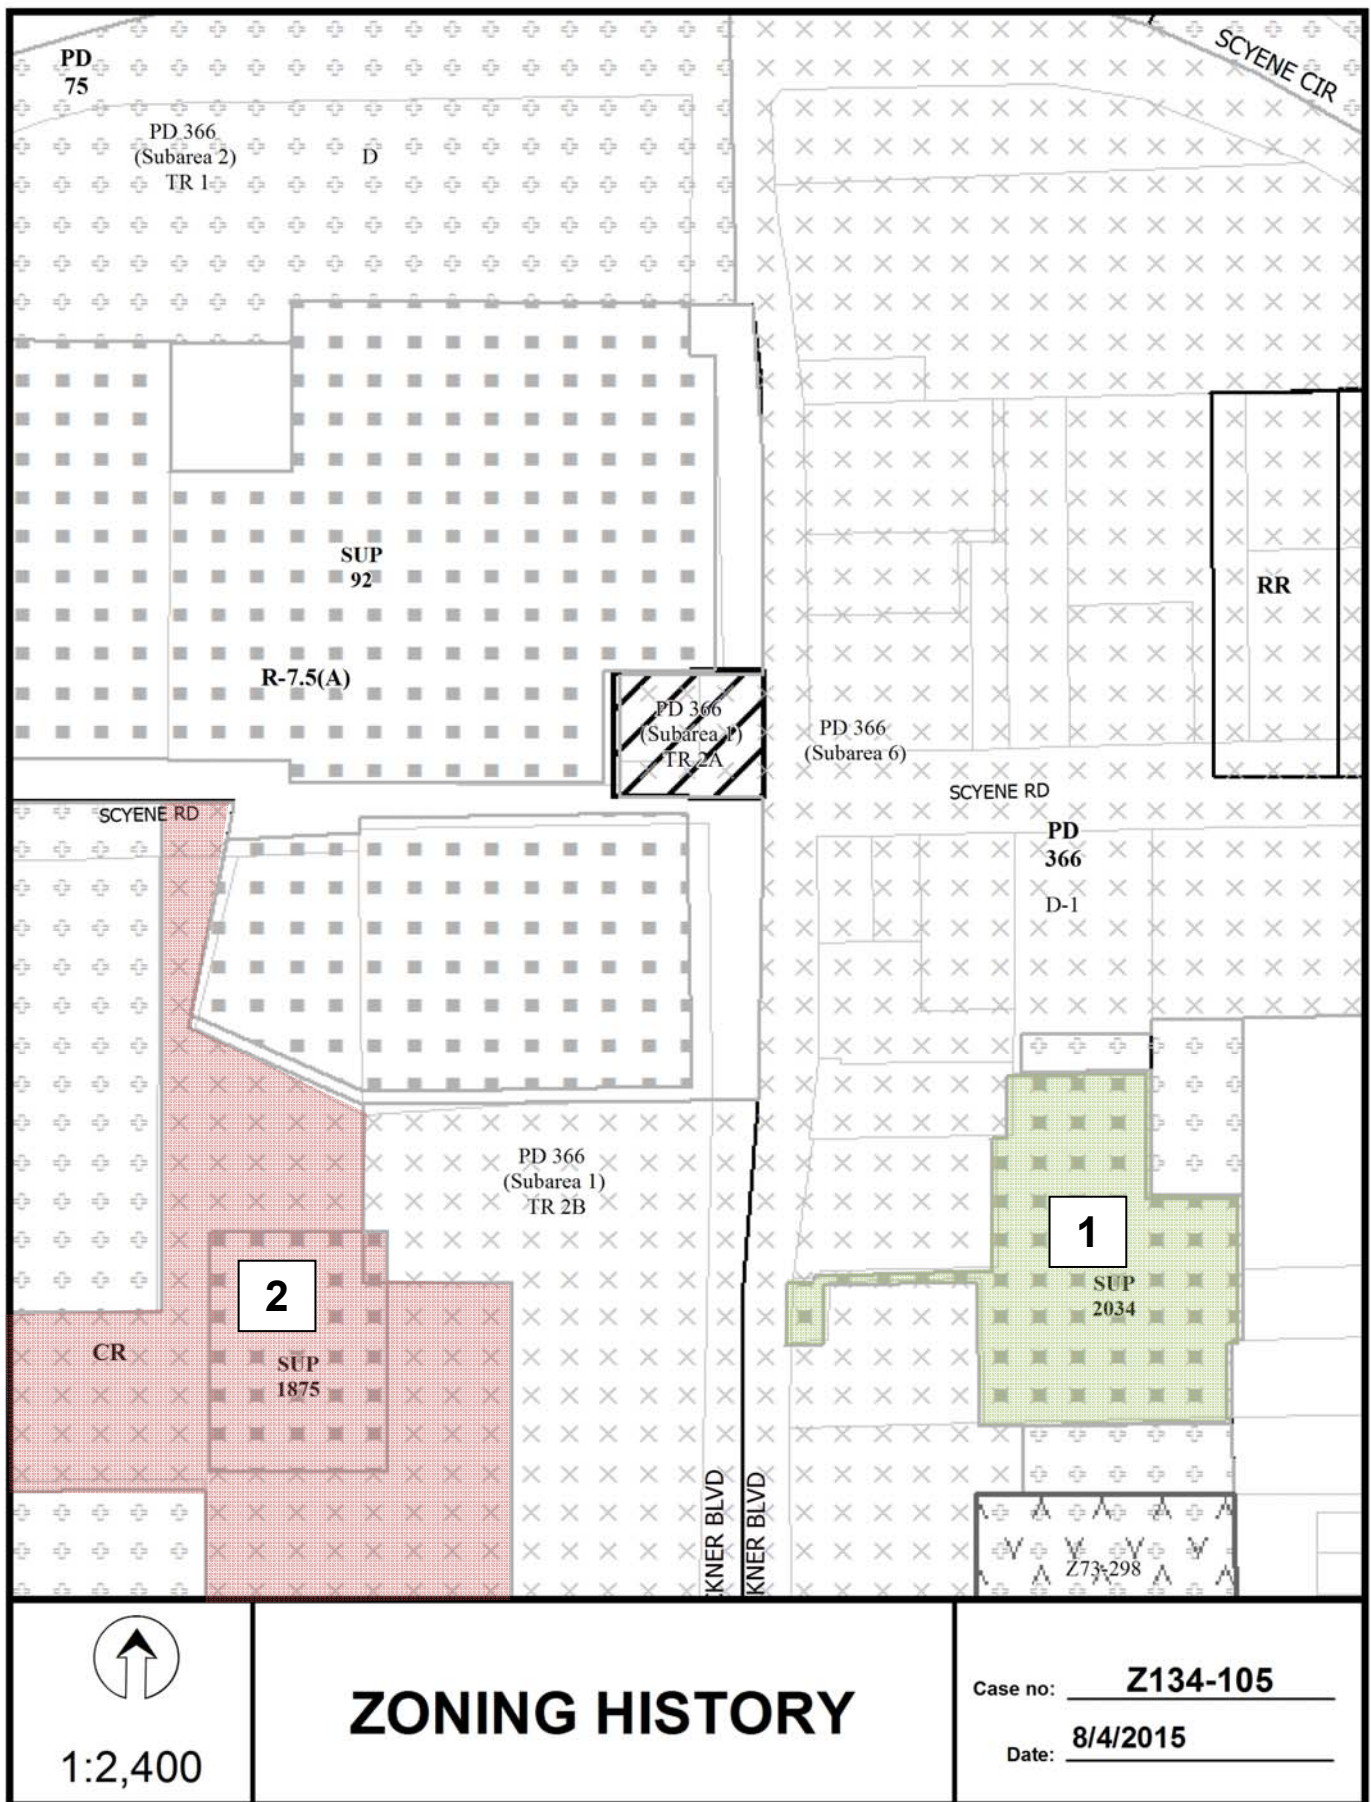 PD
75
SCYENE CIR
PD 366
(Subarea 2)
TR 1
D
SUP
92
RR
R-7.5(A)
PD 366
(Subarea 1)
TR 2A
PD 366
(Subarea 6)
SCYENE RD
SCYENE RD
PD
366
D-1
PD 366
(Subarea 1)
TR 2B
1
SUP
2034
2
CR
SUP
1875
KNER BLVD
KNER BLVD
Z73-298
1:2,400
ZONING HISTORY
Case no: Z134-105
Date: 8/4/2015